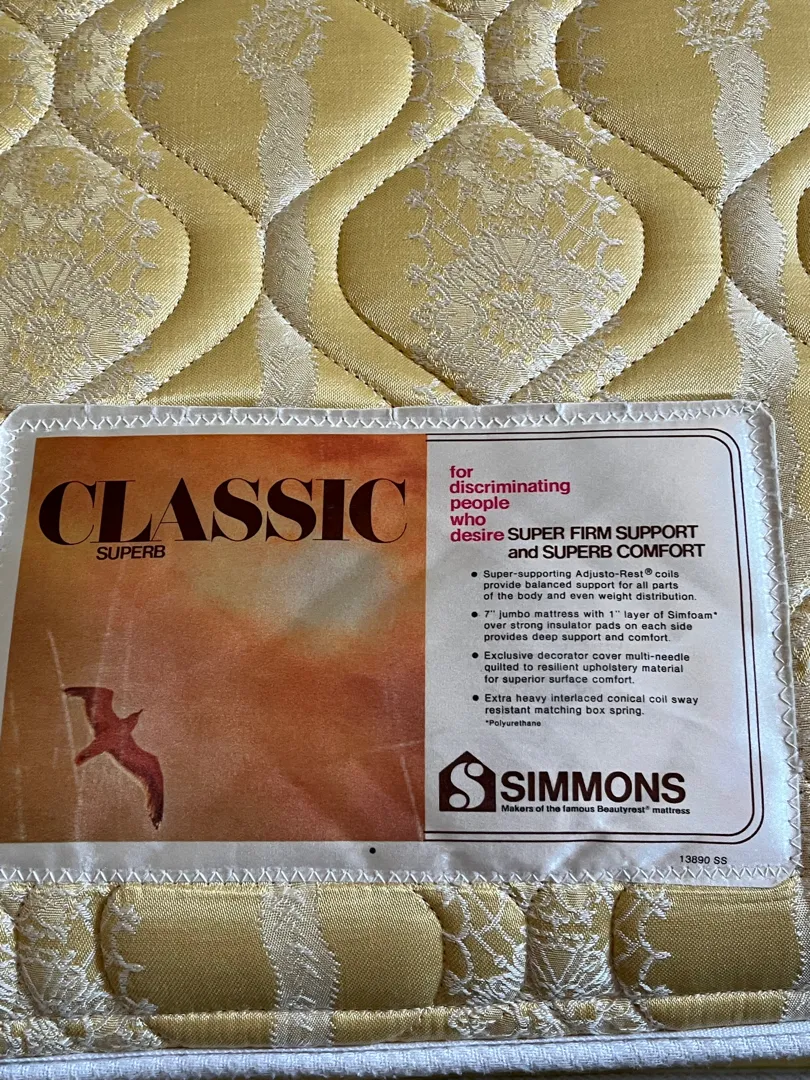 CLASSIC
SUPERB
for
discriminating
people
who
desire SUPER FIRM SUPPORT
and SUPERB COMFORT
• Super-supporting Adjusto-Rest® coils
provide balanced support for all parts
of the body and even weight distribution.
• 7" jumbo mattress with 1" layer of Simfoam*
over strong insulator pads on each side
provides deep support and comfort.
• Exclusive decorator cover multi-needle
quilted to resilient upholstery material
for superior surface comfort.
• Extra heavy interlaced conical coil sway
resistant matching box spring.
*Polyurethane
S SIMMONS
Makers of the famous Beautyrest® mattress
13890 SS